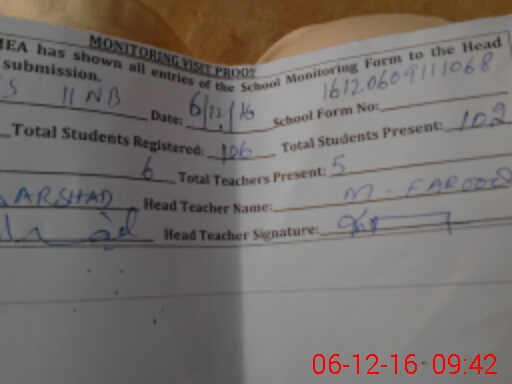 MONITORING VISIT PROOF
MEA has shown all entries of the School Monitoring Form to the Head
submission.
S 11 NB Date: 6/12/16 School Form No: 16120609111068
Total Students Registered: 106 Total Students Present: 102
6 Total Teachers Present: 5
ARSHAD Head Teacher Name: M - FAROOQ
Head Teacher Signature:
06-12-16 09:42